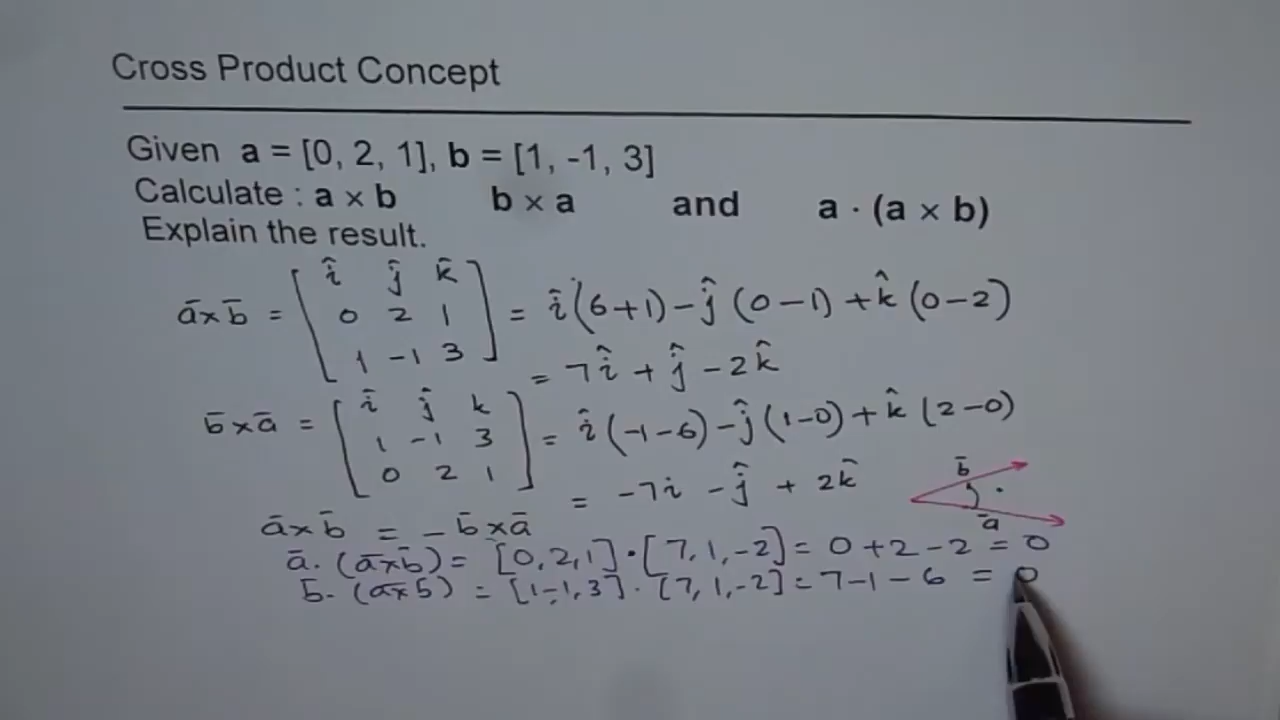 Cross Product Concept
Given a = [0, 2, 1], b = [1, -1, 3]
Calculate : a × b b × a and a · (a × b)
Explain the result.
î ĵ k̄
ā×b̄ = 0 2 1 = î(6+1) - ĵ(0-1) + k̂(0-2)
1 -1 3
= 7î + ĵ - 2k̂
î ĵ k
b̄×ā = 1 -1 3 = î(-1-6) - ĵ(1-0) + k̂(2-0)
0 2 1
= -7i - ĵ + 2k̂
b̄
ā
ā×b̄ = - b̄×ā
ā. (ā×b̄) = [0,2,1]·[7,1,-2] = 0+2-2 = 0
b̄. (ā×b̄) = [1-1,3]·[7,1,-2] = 7-1-6 = 0